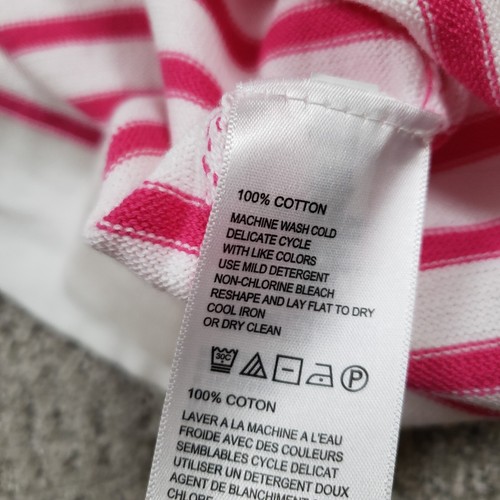 100% COTTON
MACHINE WASH COLD
DELICATE CYCLE
WITH LIKE COLORS
USE MILD DETERGENT
NON-CHLORINE BLEACH
RESHAPE AND LAY FLAT TO DRY
COOL IRON
OR DRY CLEAN
30C P
100% COTON
LAVER A LA MACHINE A L'EAU
FROIDE AVEC DES COULEURS
SEMBLABLES CYCLE DELICAT
UTILISER UN DETERGENT DOUX
AGENT DE BLANCHIMENT